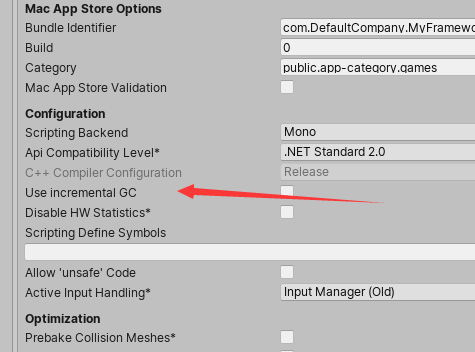 Mac App Store Options
Bundle Identifier com.DefaultCompany.MyFramewo
Build 0
Category public.app-category.games
Mac App Store Validation
Configuration
Scripting Backend Mono
Api Compatibility Level* .NET Standard 2.0
C++ Compiler Configuration Release
Use incremental GC
Disable HW Statistics*
Scripting Define Symbols
Allow 'unsafe' Code
Active Input Handling* Input Manager (Old)
Optimization
Prebake Collision Meshes*